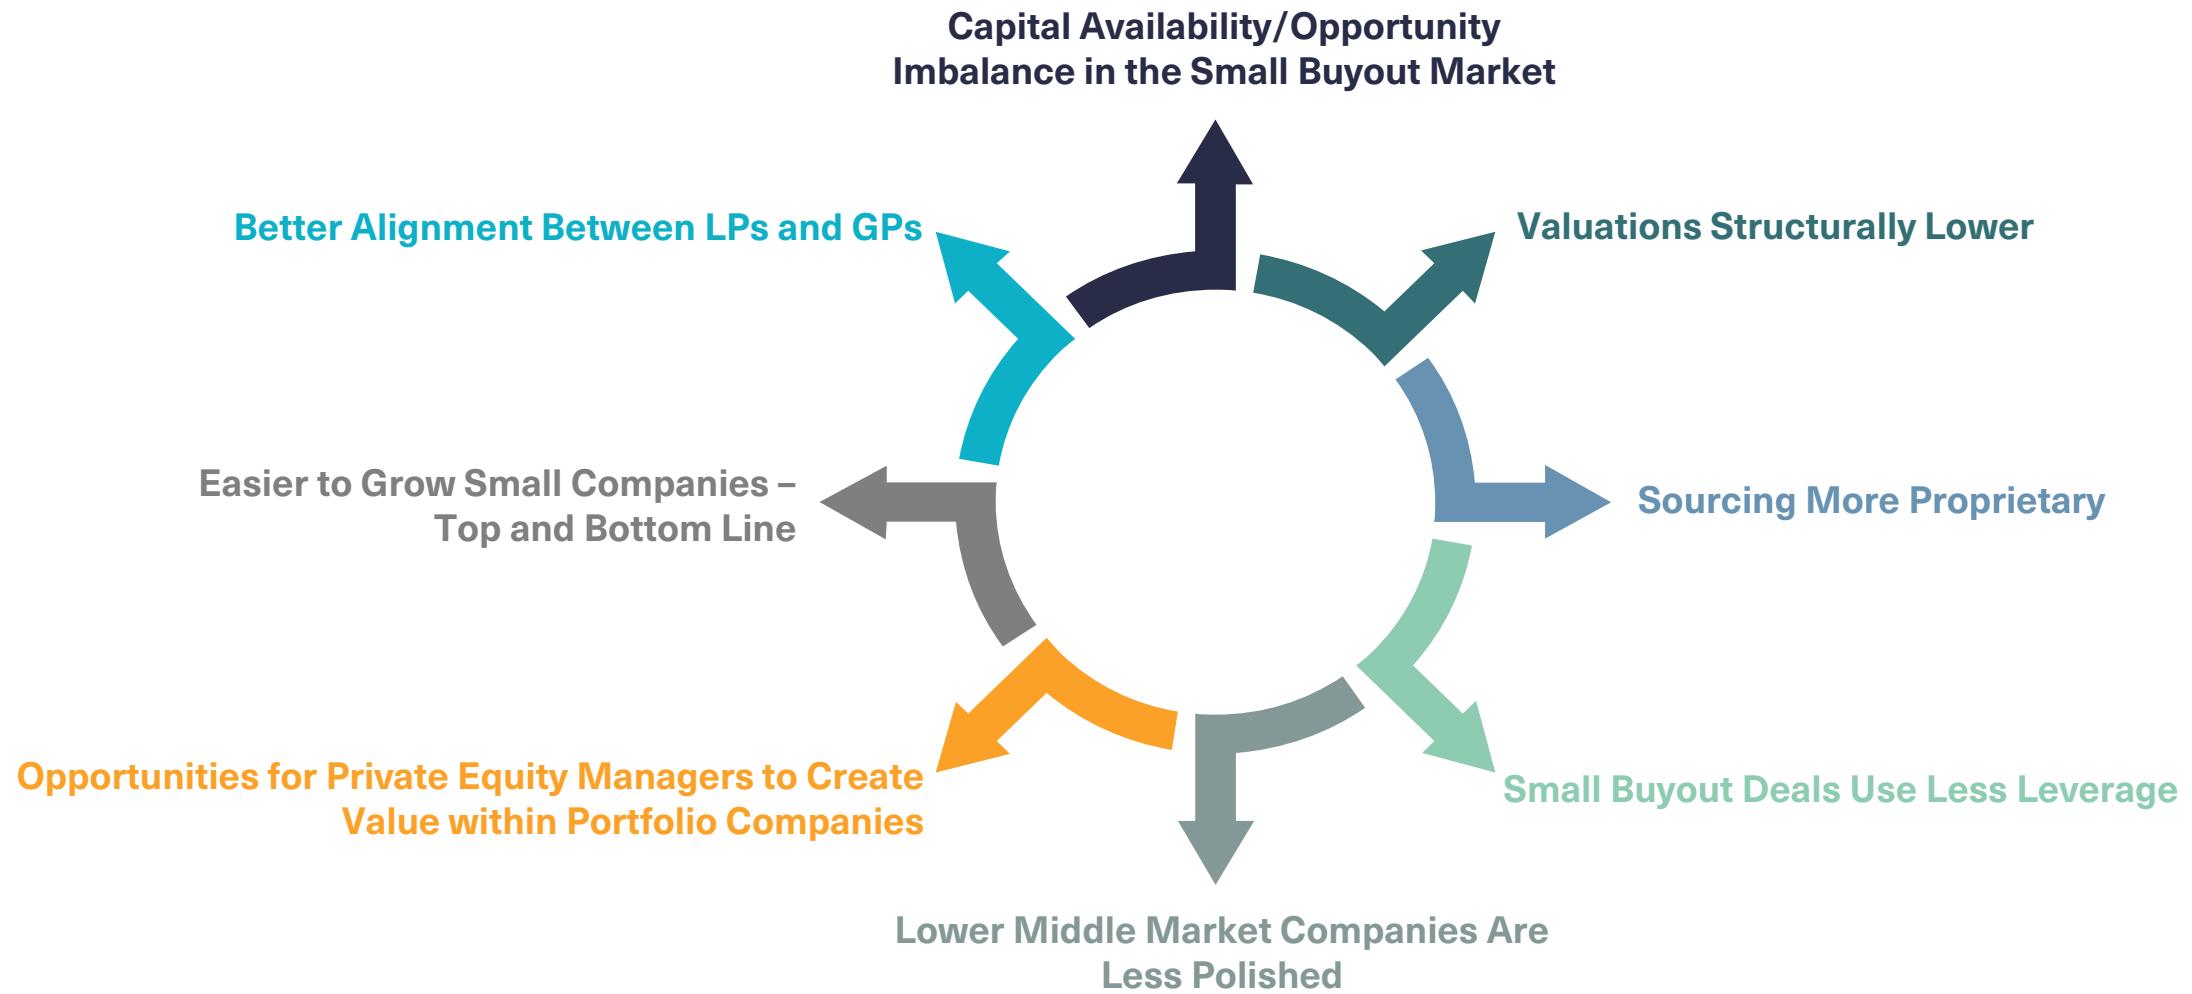 Capital Availability/Opportunity
Imbalance in the Small Buyout Market
Better Alignment Between LPs and GPs
Valuations Structurally Lower
Easier to Grow Small Companies –
Top and Bottom Line
Sourcing More Proprietary
Opportunities for Private Equity Managers to Create
Value within Portfolio Companies
Small Buyout Deals Use Less Leverage
Lower Middle Market Companies Are
Less Polished